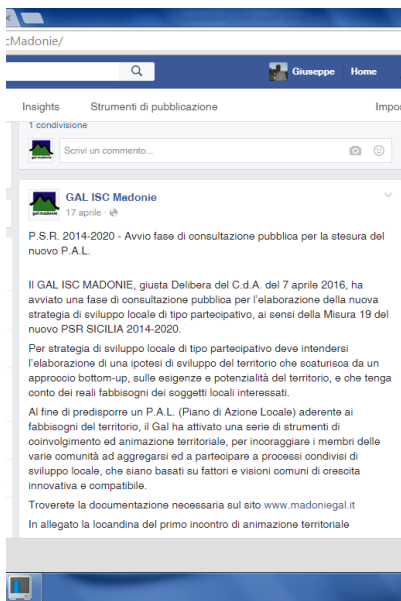 cMadonie/
Giuseppe Home
Insights Strumenti di pubblicazione Impo
1 condivisione
Scrivi un commento...
GAL ISC Madonie
17 aprile
P.S.R. 2014-2020 - Avvio fase di consultazione pubblica per la stesura del
nuovo P.A.L.
Il GAL ISC MADONIE, giusta Delibera del C.d.A. del 7 aprile 2016, ha
avviato una fase di consultazione pubblica per l'elaborazione della nuova
strategia di sviluppo locale di tipo partecipativo, ai sensi della Misura 19 del
nuovo PSR SICILIA 2014-2020.
Per strategia di sviluppo locale di tipo partecipativo deve intendersi
l'elaborazione di una ipotesi di sviluppo del territorio che scaturisca da un
approccio bottom-up, sulle esigenze e potenzialità del territorio, e che tenga
conto dei reali fabbisogni dei soggetti locali interessati.
Al fine di predisporre un P.A.L. (Piano di Azione Locale) aderente ai
fabbisogni del territorio, il Gal ha attivato una serie di strumenti di
coinvolgimento ed animazione territoriale, per incoraggiare i membri delle
varie comunità ad aggregarsi ed a partecipare a processi condivisi di
sviluppo locale, che siano basati su fattori e visioni comuni di crescita
innovativa e compatibile.
Troverete la documentazione necessaria sul sito www.madoniegal.it
In allegato la locandina del primo incontro di animazione territoriale